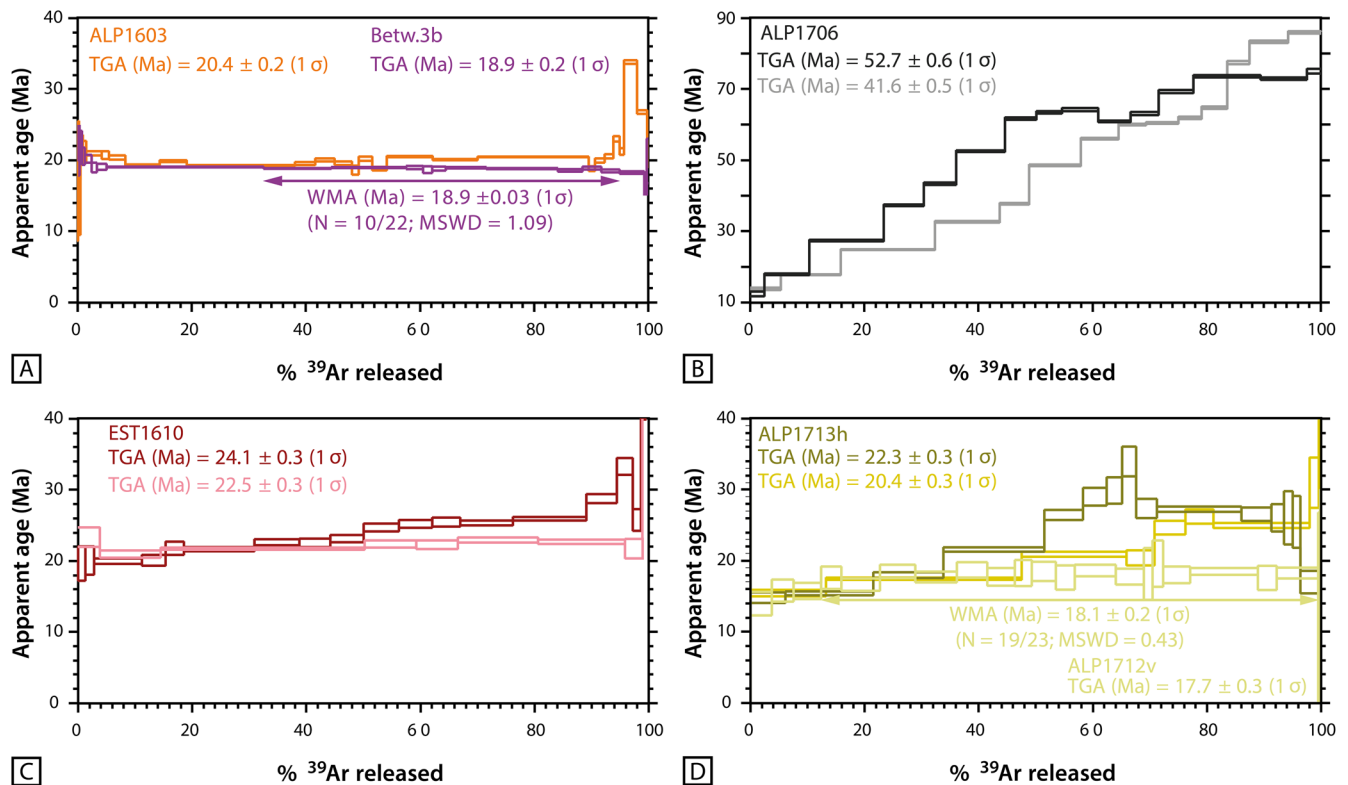 ALP1603
TGA (Ma) = 20.4 ± 0.2 (1 σ)
Betw.3b
TGA (Ma) = 18.9 ± 0.2 (1 σ)
WMA (Ma) = 18.9 ±0.03 (1σ)
(N = 10/22; MSWD = 1.09)
Apparent age (Ma)
40
30
20
10
0
0 20 40 6 0 80 100
% ³⁹Ar released
A
ALP1706
TGA (Ma) = 52.7 ± 0.6 (1 σ)
TGA (Ma) = 41.6 ± 0.5 (1 σ)
Apparent age (Ma)
90
70
50
30
10
0 20 40 6 0 80 100
% ³⁹Ar released
B
EST1610
TGA (Ma) = 24.1 ± 0.3 (1 σ)
TGA (Ma) = 22.5 ± 0.3 (1 σ)
Apparent age (Ma)
40
30
20
10
0
0 20 40 6 0 80 100
% ³⁹Ar released
C
ALP1713h
TGA (Ma) = 22.3 ± 0.3 (1 σ)
TGA (Ma) = 20.4 ± 0.3 (1 σ)
WMA (Ma) = 18.1 ± 0.2 (1σ)
(N = 19/23; MSWD = 0.43)
ALP1712v
TGA (Ma) = 17.7 ± 0.3 (1 σ)
Apparent age (Ma)
40
30
20
10
0
0 20 40 6 0 80 100
% ³⁹Ar released
D